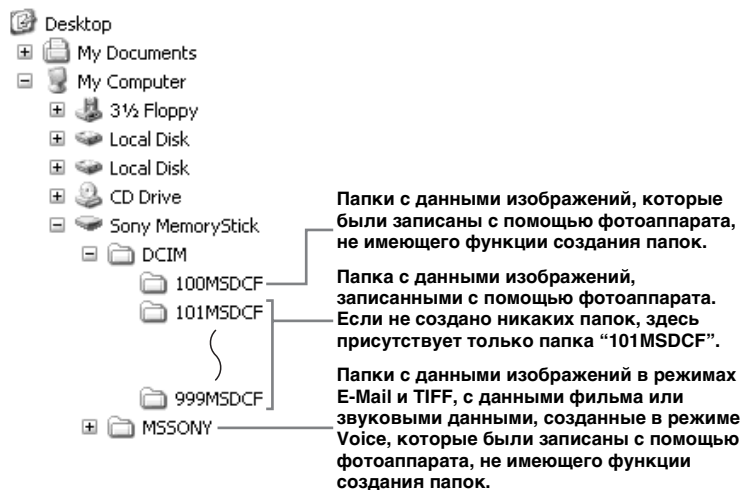 Desktop
My Documents
My Computer
3½ Floppy
Local Disk
Local Disk
CD Drive
Sony MemoryStick
DCIM
100MSDCF
101MSDCF
999MSDCF
MSSONY
Папки с данными изображений, которые
были записаны с помощью фотоаппарата,
не имеющего функции создания папок.
Папка с данными изображений,
записанными с помощью фотоаппарата.
Если не создано никаких папок, здесь
присутствует только папка “101MSDCF”.
Папки с данными изображений в режимах
E-Mail и TIFF, с данными фильма или
звуковыми данными, созданные в режиме
Voice, которые были записаны с помощью
фотоаппарата, не имеющего функции
создания папок.